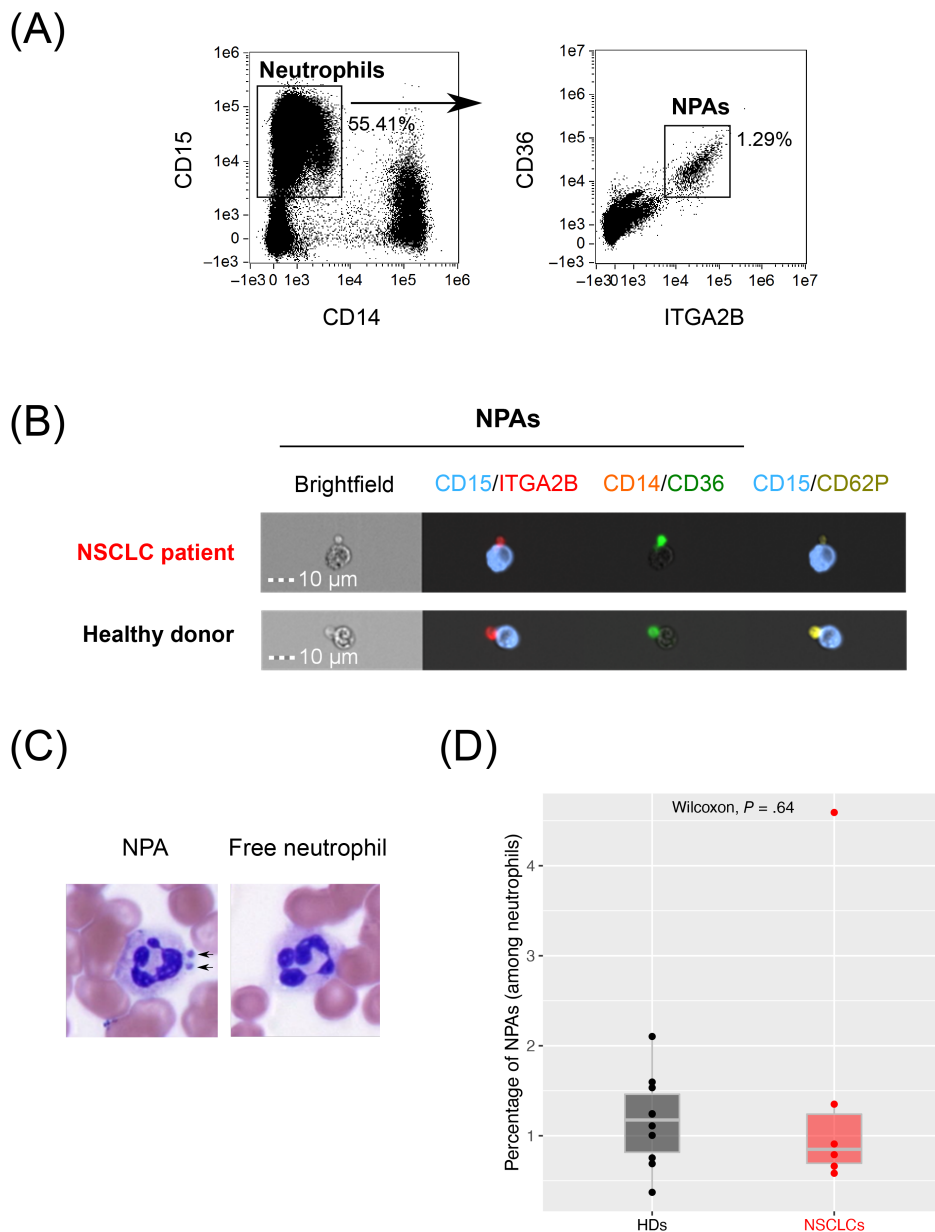 (A)
Neutrophils
55.41%
CD15
1e6
1e5
1e4
1e3
0
−1e3
−1e3 0 1e3 1e4 1e5 1e6
CD14
NPAs
1.29%
CD36
1e7
1e6
1e5
1e4
1e3
0
−1e3
−1e3 0 1e3 1e4 1e5 1e6 1e7
ITGA2B
(B)
NPAs
Brightfield CD15/ITGA2B CD14/CD36 CD15/CD62P
NSCLC patient
10 µm
Healthy donor
10 µm
(C)
NPA Free neutrophil
(D)
Wilcoxon, P = .64
Percentage of NPAs (among neutrophils)
4
3
2
1
HDs NSCLCs